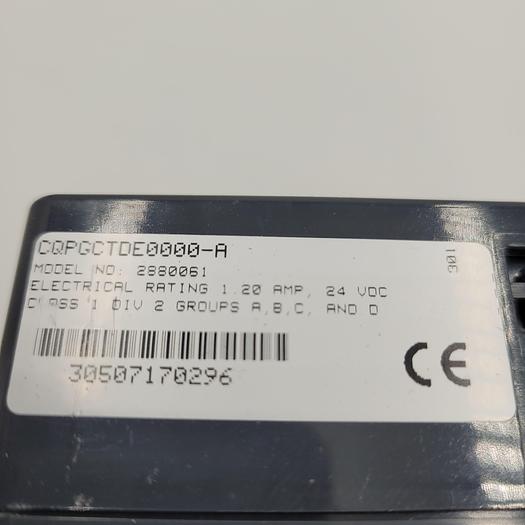 CQPGCTDE0000-A
301
MODEL NO: 2880061
ELECTRICAL RATING 1.20 AMP, 24 VDC
CLASS 1 DIV 2 GROUPS A,B,C, AND D
30507170296
CE